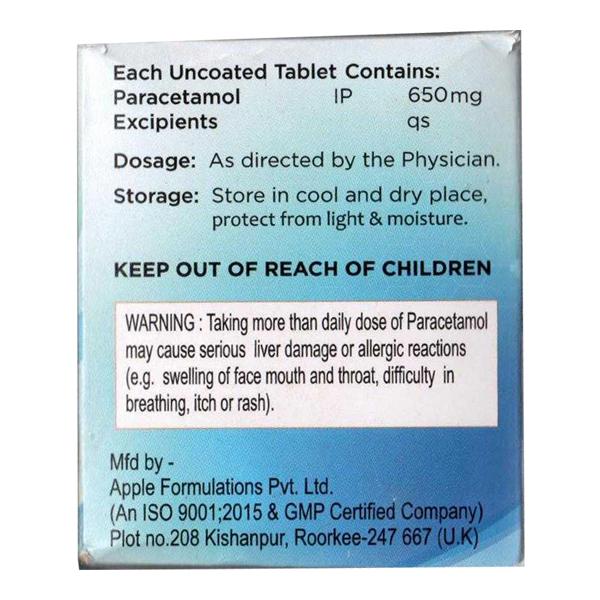 Each Uncoated Tablet Contains:
Paracetamol IP 650mg
Excipients qs
Dosage: As directed by the Physician.
Storage: Store in cool and dry place,
protect from light & moisture.
KEEP OUT OF REACH OF CHILDREN
WARNING : Taking more than daily dose of Paracetamol
may cause serious liver damage or allergic reactions
(e.g. swelling of face mouth and throat, difficulty in
breathing, itch or rash).
Mfd by -
Apple Formulations Pvt. Ltd.
(An ISO 9001;2015 & GMP Certified Company)
Plot no.208 Kishanpur, Roorkee-247 667 (U.K)